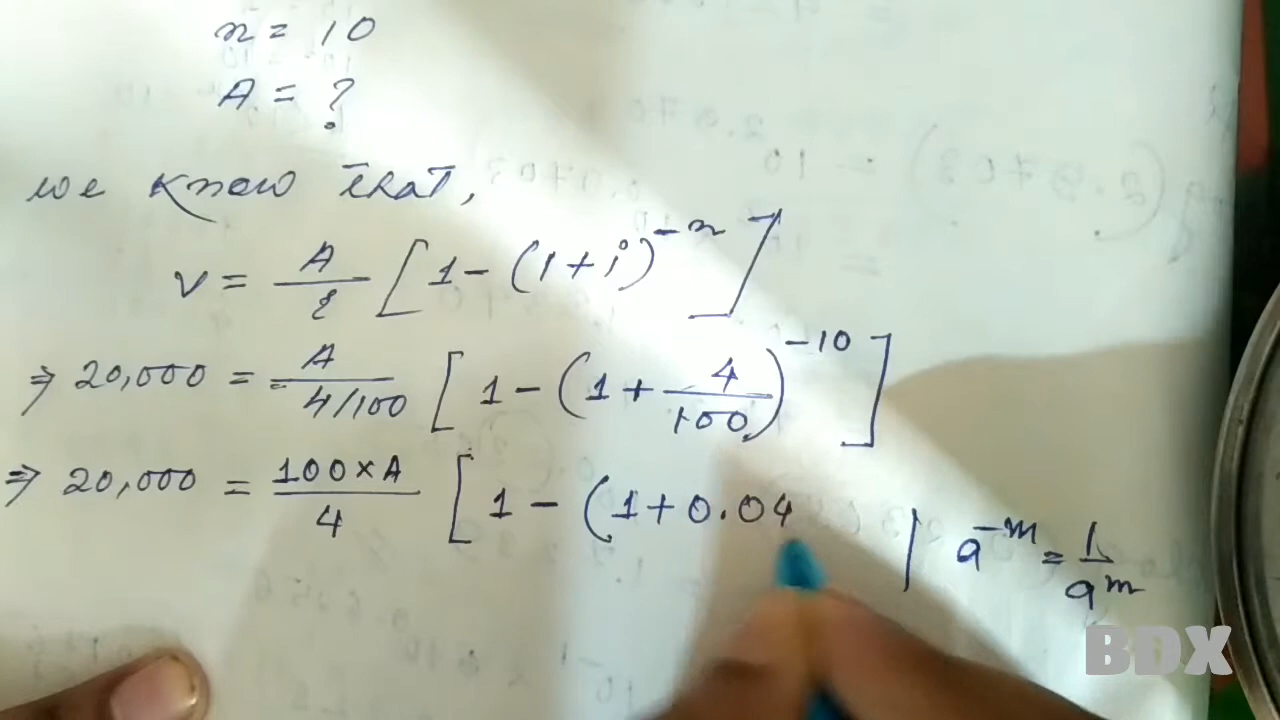 n = 10
A = ?
we know that,
V = A/i [1 - (1 + i)^-n]
⇒ 20,000 = A/4/100 [1 - (1 + 4/100)^-10]
⇒ 20,000 = 100×A/4 [1 - (1 + 0.04
| a^-m = 1/a^m
BDX